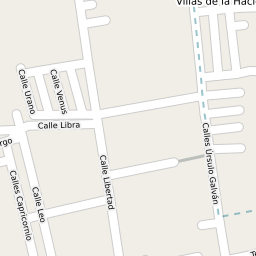 Villas de la Haci
Calle Urano
Calle Venus
Calle Libra
Calles Úrsulo Galván
rgo
Calle Libertad
Calles Capricornio
Calle Leo